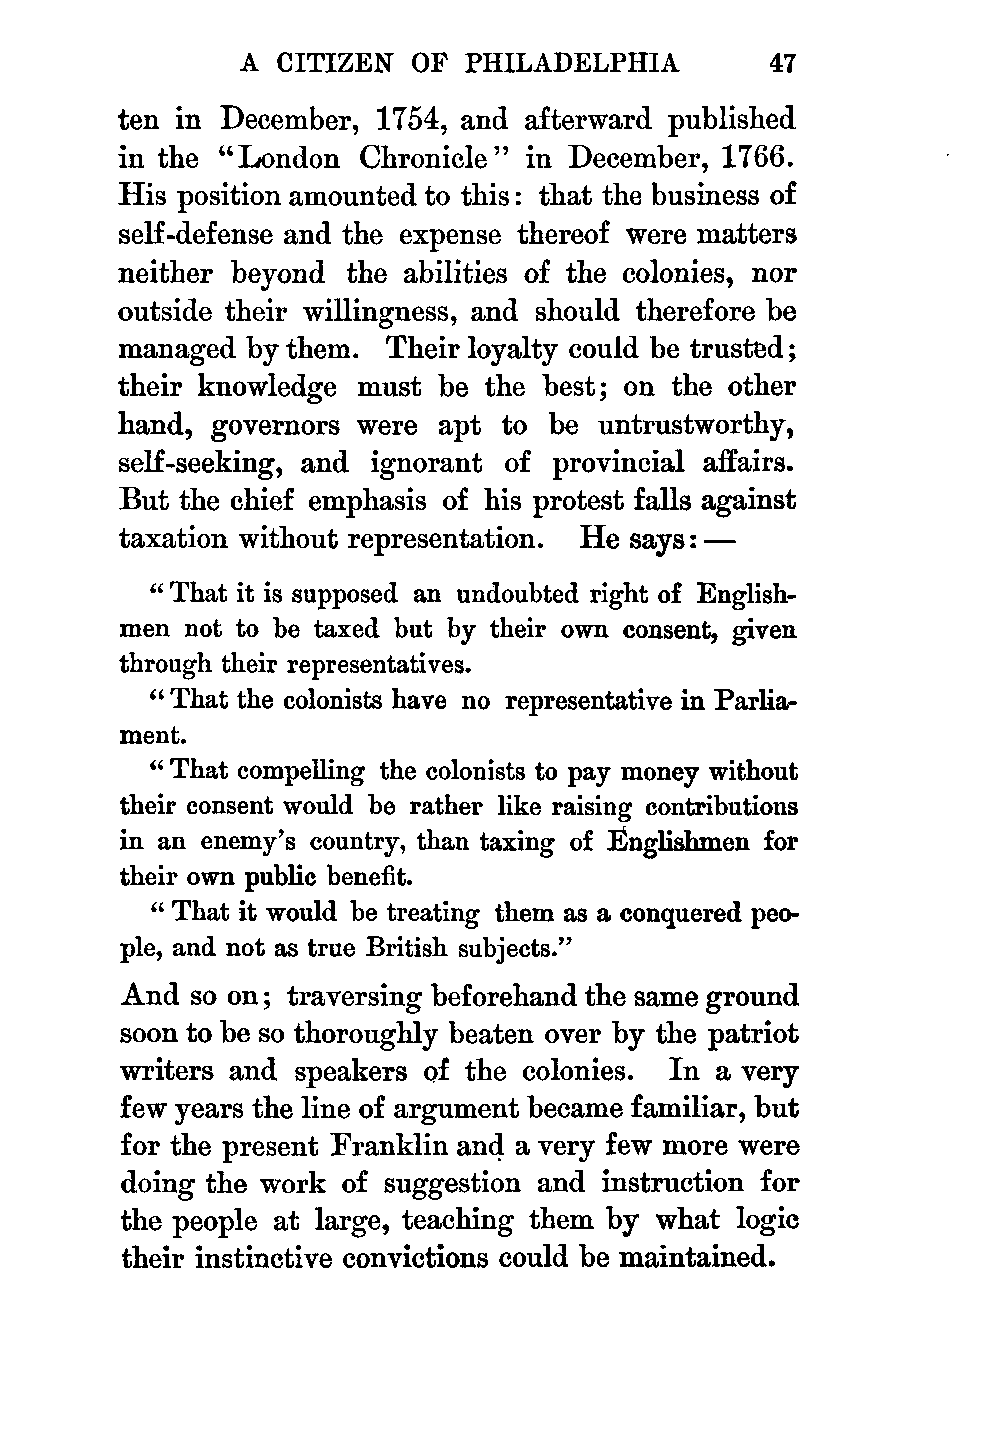 A CITIZEN OF PHILADELPHIA 47
ten in December, 1754, and afterward published
in the “London Chronicle” in December, 1766.
His position amounted to this: that the business of
self-defense and the expense thereof were matters
neither beyond the abilities of the colonies, nor
outside their willingness, and should therefore be
managed by them. Their loyalty could be trusted;
their knowledge must be the best; on the other
hand, governors were apt to be untrustworthy,
self-seeking, and ignorant of provincial affairs.
But the chief emphasis of his protest falls against
taxation without representation. He says: —
“That it is supposed an undoubted right of English-
men not to be taxed but by their own consent, given
through their representatives.
“That the colonists have no representative in Parlia-
ment.
“That compelling the colonists to pay money without
their consent would be rather like raising contributions
in an enemy’s country, than taxing of Englishmen for
their own public benefit.
“That it would be treating them as a conquered peo-
ple, and not as true British subjects.”
And so on; traversing beforehand the same ground
soon to be so thoroughly beaten over by the patriot
writers and speakers of the colonies. In a very
few years the line of argument became familiar, but
for the present Franklin and a very few more were
doing the work of suggestion and instruction for
the people at large, teaching them by what logic
their instinctive convictions could be maintained.